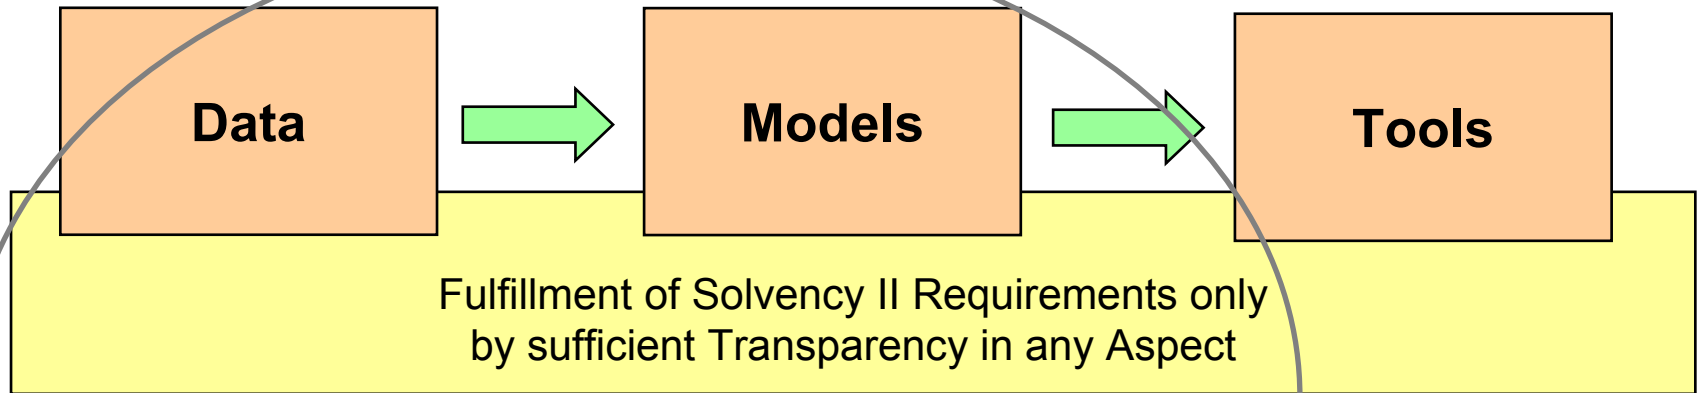 Data
Models
Tools
Fulfillment of Solvency II Requirements only
by sufficient Transparency in any Aspect